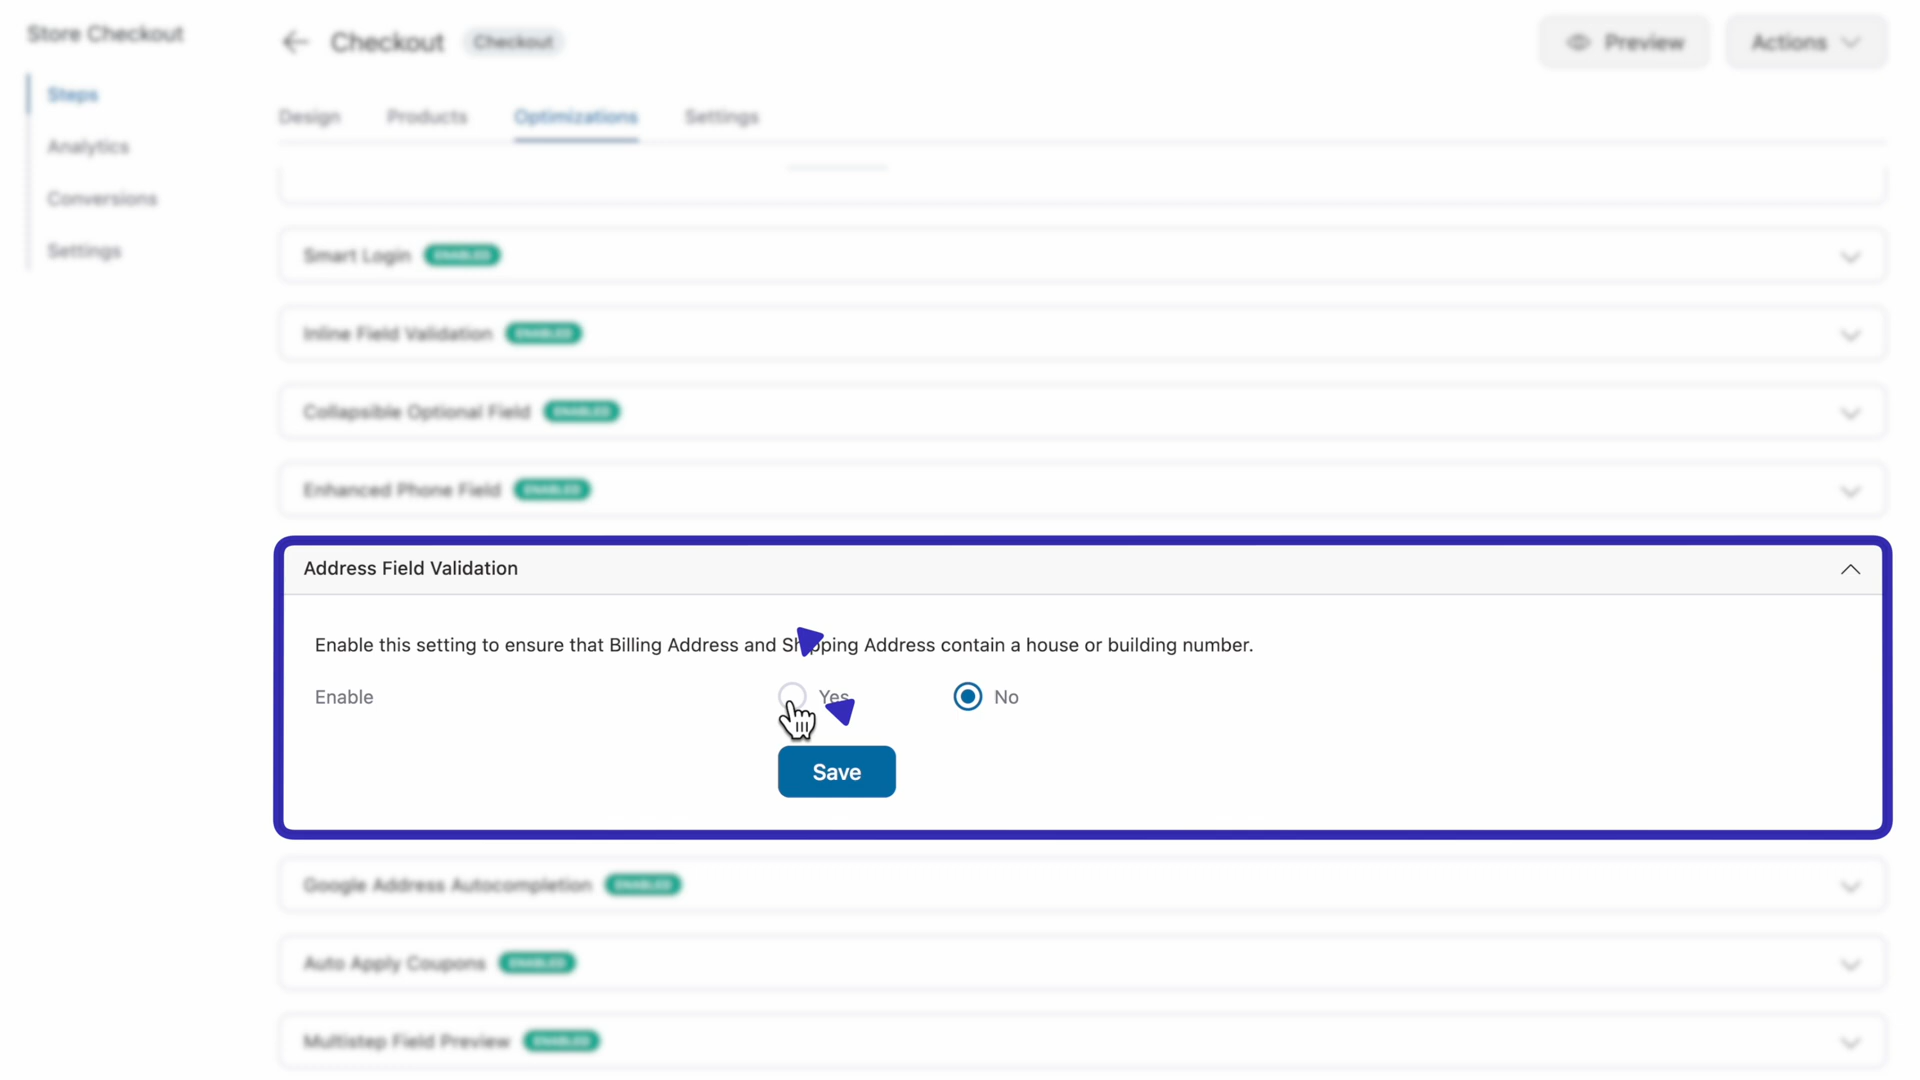 Store Checkout
Steps
Analytics
Conversions
Settings
Checkout Checkout
Preview
Actions
Design Products Optimizations Settings
Smart Login ENABLED
Inline Field Validation ENABLED
Collapsible Optional Field ENABLED
Enhanced Phone Field ENABLED
Address Field Validation
Enable this setting to ensure that Billing Address and Shipping Address contain a house or building number.
Enable Yes No
Save
Google Address Autocompletion ENABLED
Auto Apply Coupons ENABLED
Multistep Field Preview ENABLED